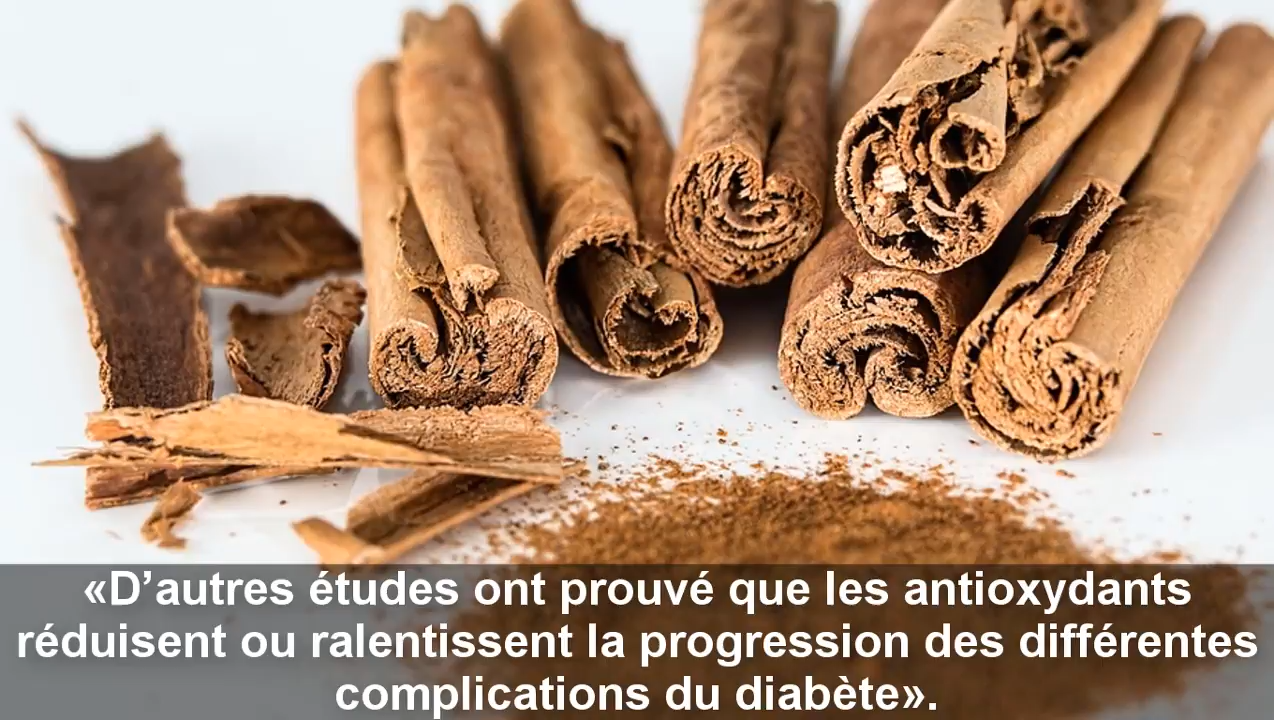 «D’autres études ont prouvé que les antioxydants
réduisent ou ralentissent la progression des différentes
complications du diabète».